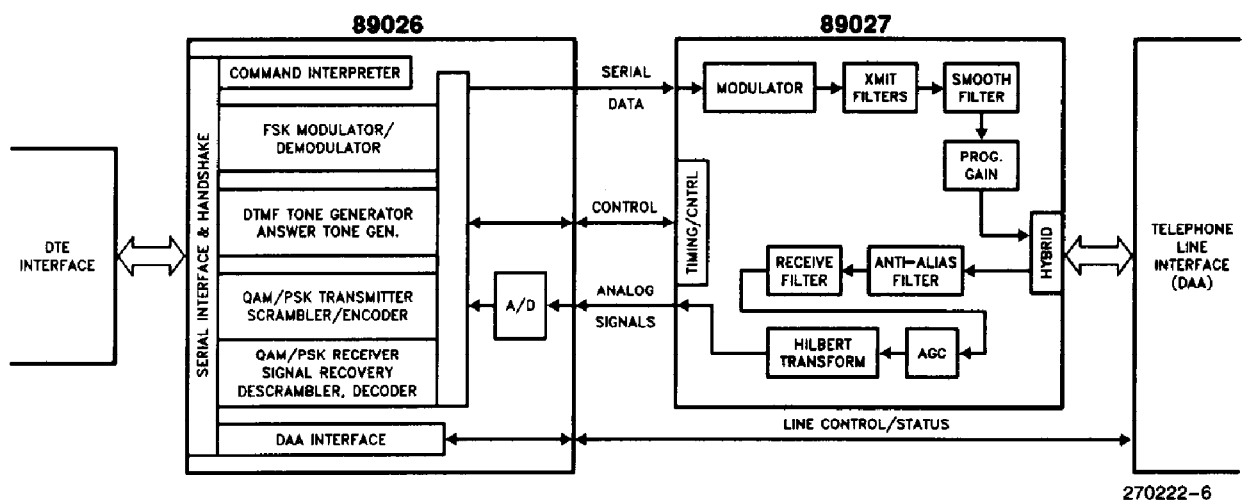 89026
89027
DTE
INTERFACE
SERIAL INTERFACE & HANDSHAKE
COMMAND INTERPRETER
FSK MODULATOR/
DEMODULATOR
DTMF TONE GENERATOR
ANSWER TONE GEN.
QAM/PSK TRANSMITTER
SCRAMBLER/ENCODER
QAM/PSK RECEIVER
SIGNAL RECOVERY
DESCRAMBLER, DECODER
DAA INTERFACE
A/D
SERIAL
DATA
CONTROL
ANALOG
SIGNALS
TIMING/CNTRL
MODULATOR
XMIT
FILTERS
SMOOTH
FILTER
PROG.
GAIN
HYBRID
RECEIVE
FILTER
ANTI-ALIAS
FILTER
HILBERT
TRANSFORM
AGC
LINE CONTROL/STATUS
TELEPHONE
LINE
INTERFACE
(DAA)
270222-6